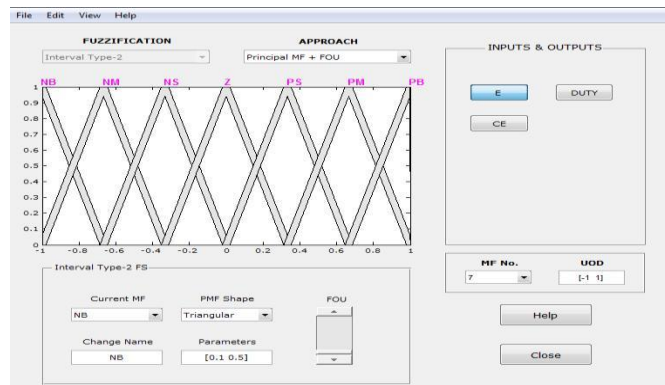 File Edit View Help
FUZZIFICATION APPROACH
Interval Type-2 Principal MF + FOU
INPUTS & OUTPUTS
NB NM NS Z PS PM PB
1
0.9
0.8
0.7
0.6
0.5
0.4
0.3
0.2
0.1
0
-1 -0.8 -0.6 -0.4 -0.2 0 0.2 0.4 0.6 0.8 1
E DUTY
CE
Interval Type-2 FS
Current MF PMF Shape FOU
NB Triangular
Change Name Parameters
NB [0.1 0.5]
MF No. UOD
7 [-1 1]
Help
Close